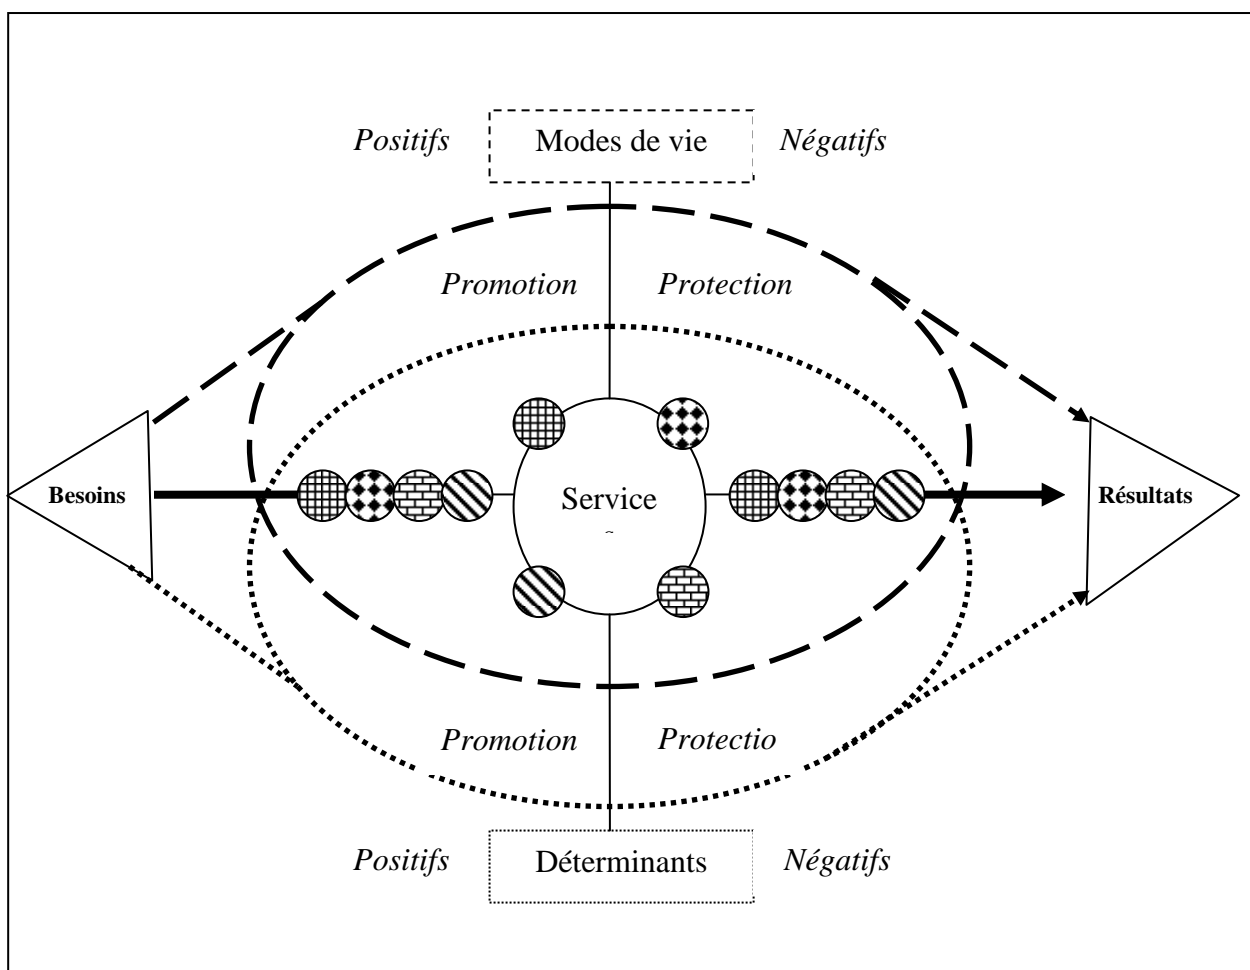 Positifs Modes de vie Négatifs
Promotion Protection
Besoins Service Résultats
~
Promotion Protectio
Positifs Déterminants Négatifs